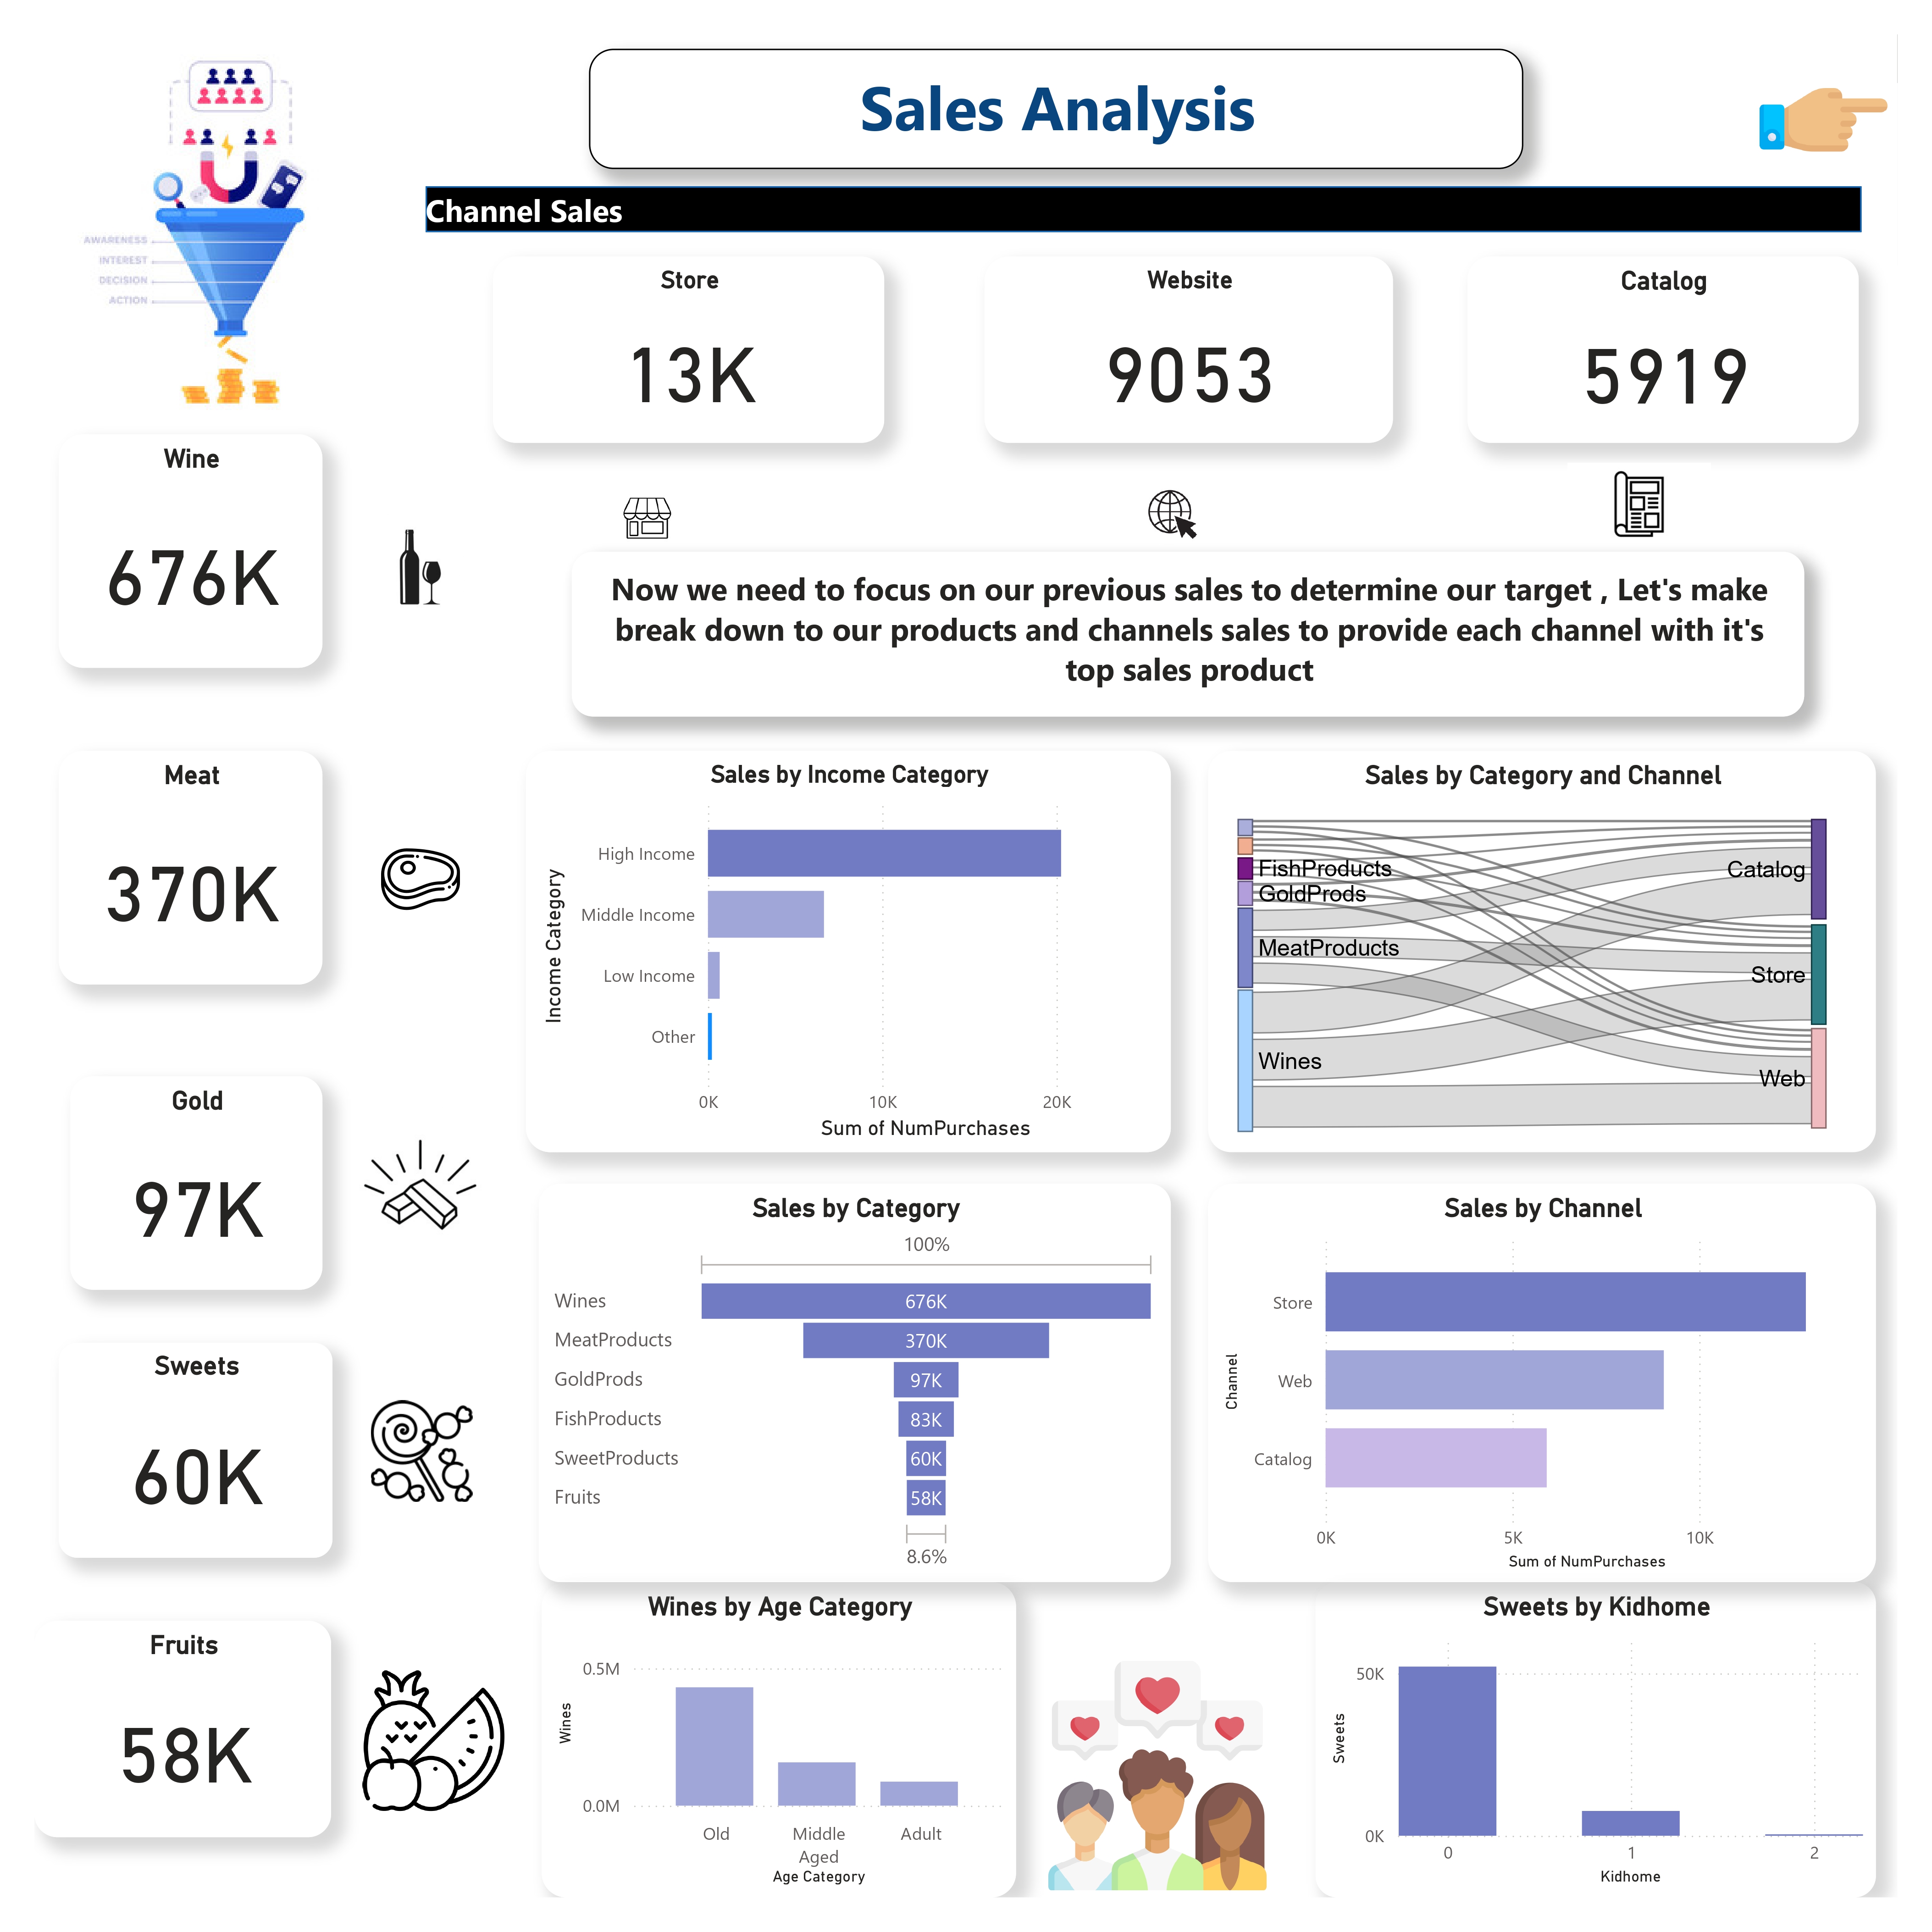 Sales Analysis
Channel Sales
AWARENESS
INTEREST
DECISION
ACTION
Store
13K
Website
9053
Catalog
5919
Wine
676K
Now we need to focus on our previous sales to determine our target , Let's make
break down to our products and channels sales to provide each channel with it's
top sales product
Meat
370K
Gold
97K
Sweets
60K
Fruits
58K
Sales by Income Category
Income Category
High Income
Middle Income
Low Income
Other
0K 10K 20K
Sum of NumPurchases
Sales by Category and Channel
FishProducts
GoldProds
MeatProducts
Wines
Catalog
Store
Web
Sales by Category
100%
Wines 676K
MeatProducts 370K
GoldProds 97K
FishProducts 83K
SweetProducts 60K
Fruits 58K
8.6%
Sales by Channel
Channel
Store
Web
Catalog
0K 5K 10K
Sum of NumPurchases
Wines by Age Category
Wines
0.5M
0.0M
Old Middle Adult
Aged
Age Category
Sweets by Kidhome
Sweets
50K
0K
0 1 2
Kidhome